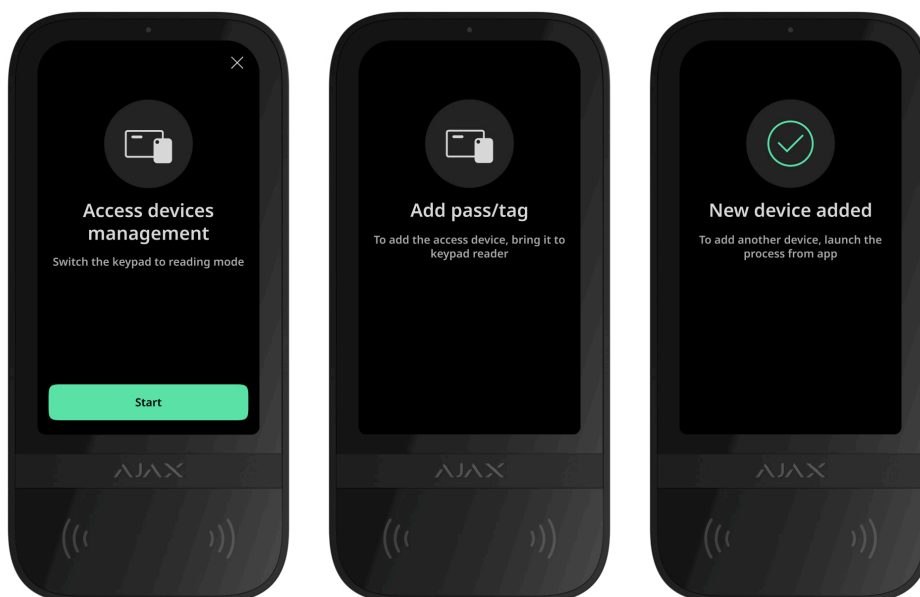 Access devices
management
Switch the keypad to reading mode
Start
AJAX
Add pass/tag
To add the access device, bring it to
keypad reader
AJAX
New device added
To add another device, launch the
process from app
AJAX